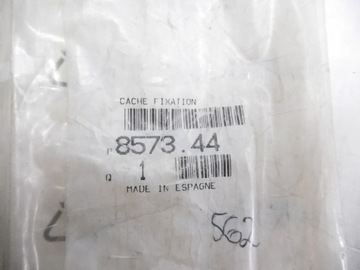 CACHE FIXATION
P 8573.44
Q 1
MADE IN ESPAGNE
562